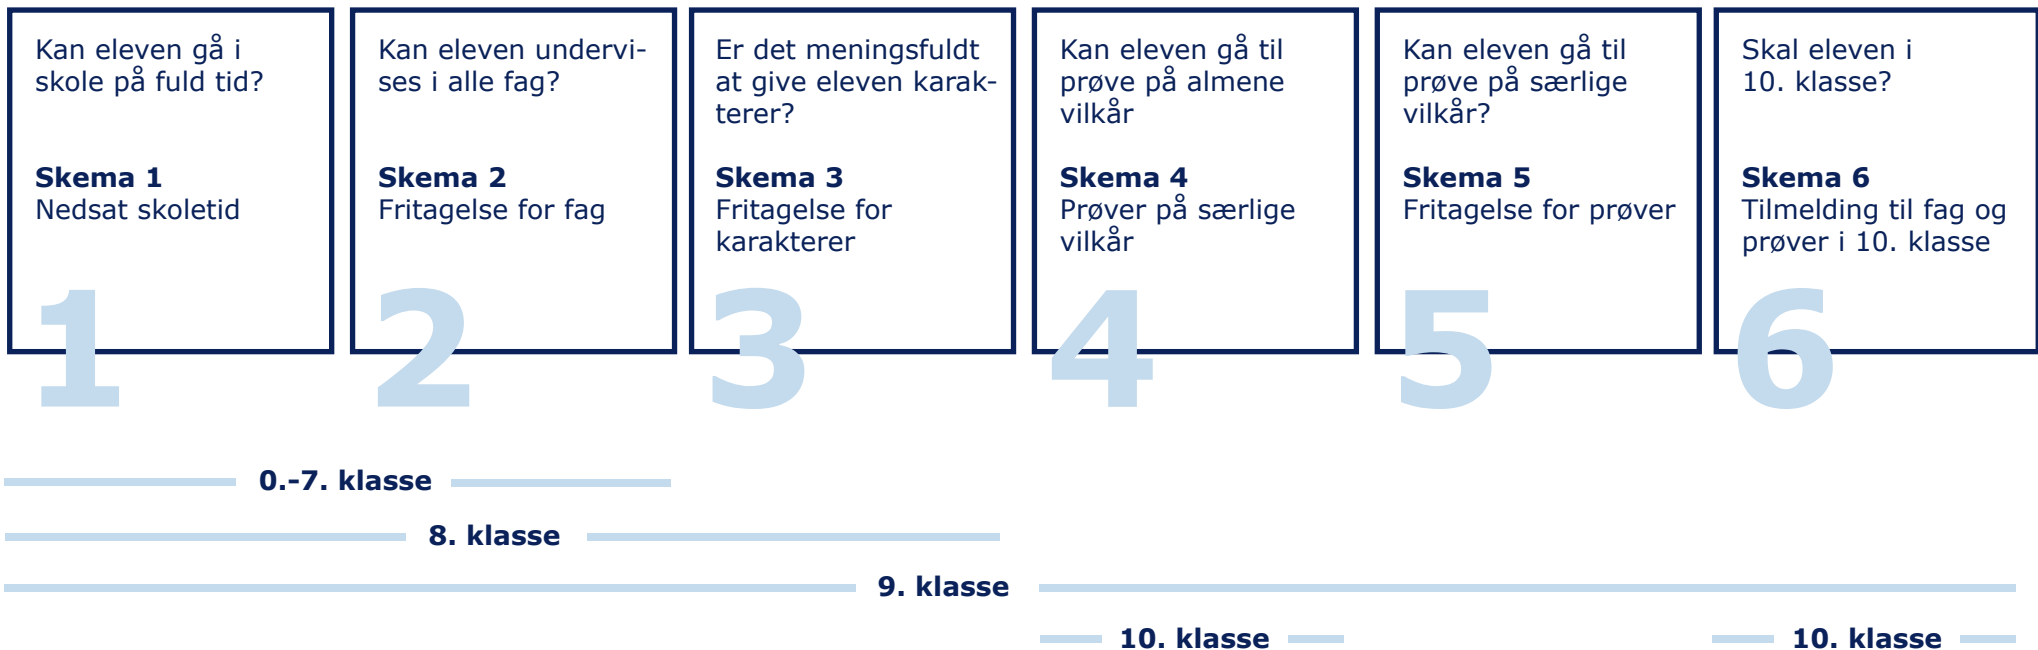 Kan eleven gå i
skole på fuld tid?
Skema 1
Nedsat skoletid
1
Kan eleven undervi-
ses i alle fag?
Skema 2
Fritagelse for fag
2
Er det meningsfuldt
at give eleven karak-
terer?
Skema 3
Fritagelse for
karakterer
3
Kan eleven gå til
prøve på almene
vilkår
Skema 4
Prøver på særlige
vilkår
4
Kan eleven gå til
prøve på særlige
vilkår?
Skema 5
Fritagelse for prøver
5
Skal eleven i
10. klasse?
Skema 6
Tilmelding til fag og
prøver i 10. klasse
6
0.-7. klasse
8. klasse
9. klasse
10. klasse
10. klasse